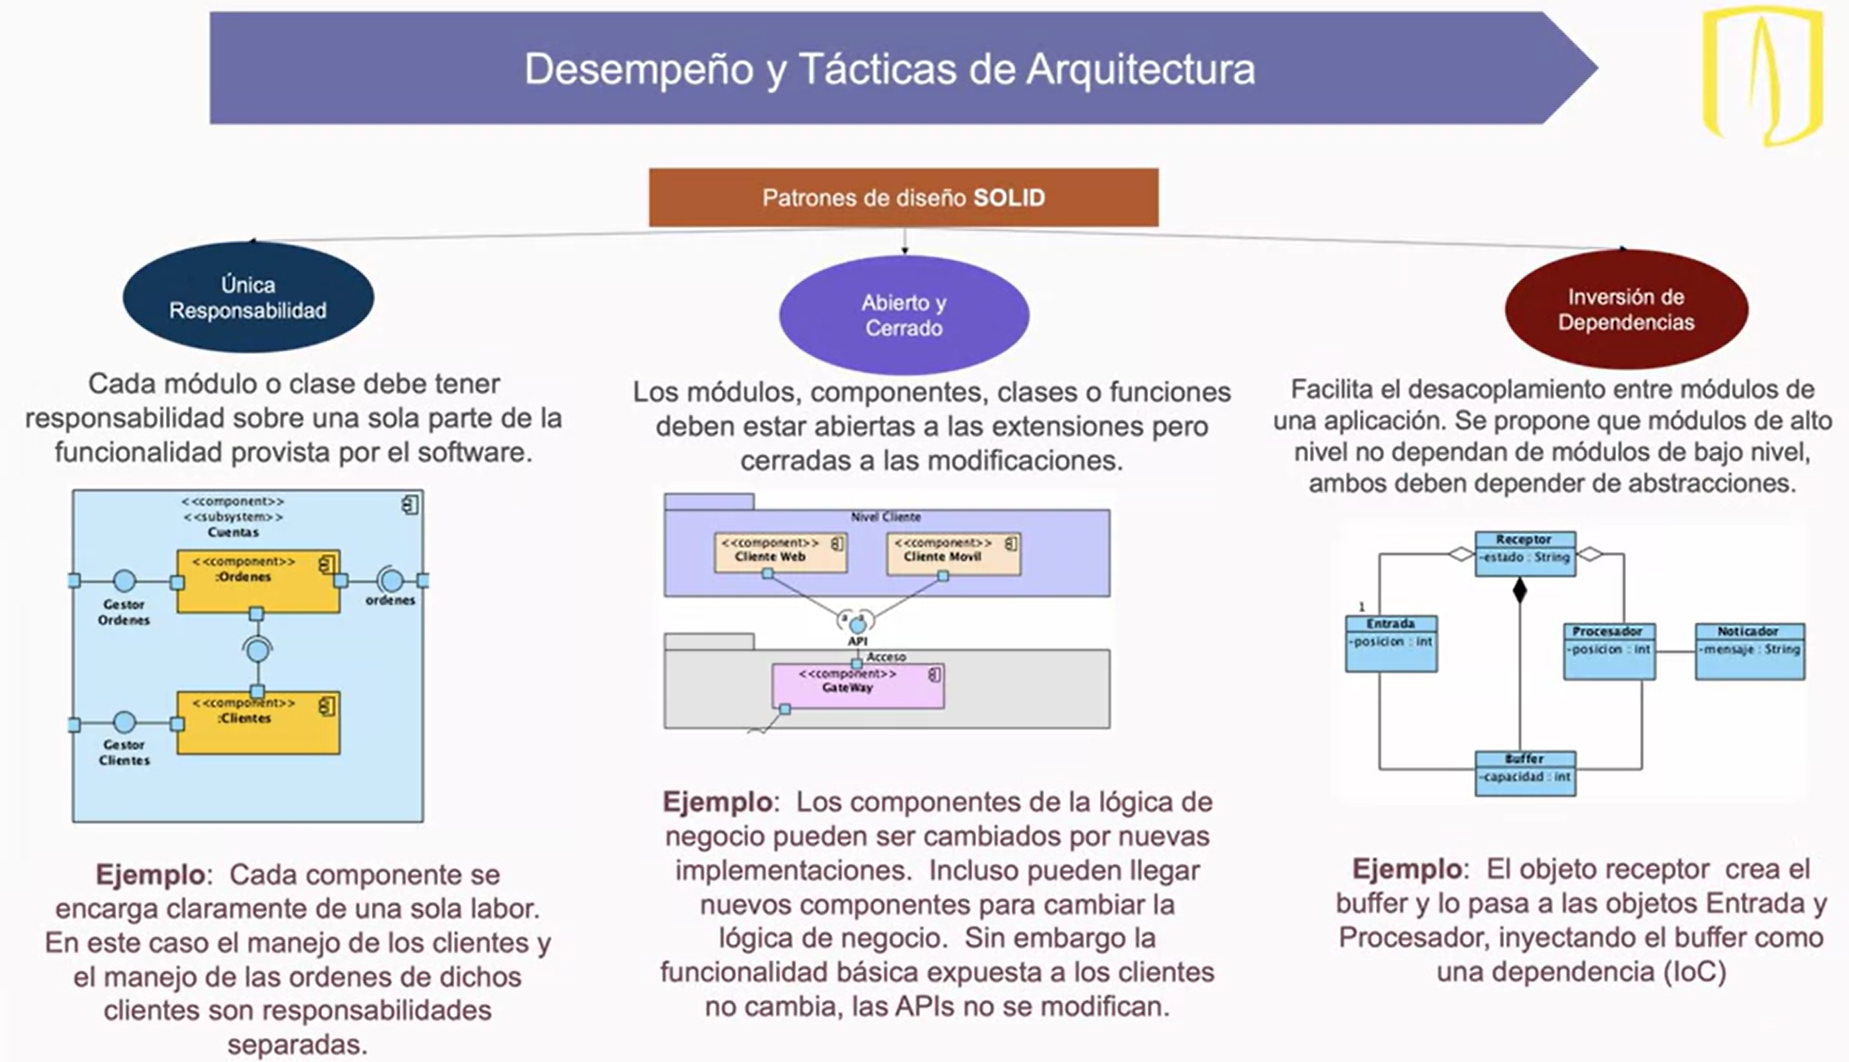 Desempeño y Tácticas de Arquitectura
Patrones de diseño SOLID
Única
Responsabilidad
Cada módulo o clase debe tener
responsabilidad sobre una sola parte de la
funcionalidad provista por el software.
<<component>>
<<subsystem>>
Cuentas
<<component>>
:Ordenes
Gestor
Ordenes
ordenes
<<component>>
:Clientes
Gestor
Clientes
Ejemplo: Cada componente se
encarga claramente de una sola labor.
En este caso el manejo de los clientes y
el manejo de las ordenes de dichos
clientes son responsabilidades
separadas.
Abierto y
Cerrado
Los módulos, componentes, clases o funciones
deben estar abiertas a las extensiones pero
cerradas a las modificaciones.
Nivel Cliente
<<component>>
Cliente Web
<<component>>
Cliente Movil
API
Acceso
<<component>>
GateWay
Ejemplo: Los componentes de la lógica de
negocio pueden ser cambiados por nuevas
implementaciones. Incluso pueden llegar
nuevos componentes para cambiar la
lógica de negocio. Sin embargo la
funcionalidad básica expuesta a los clientes
no cambia, las APIs no se modifican.
Inversión de
Dependencias
Facilita el desacoplamiento entre módulos de
una aplicación. Se propone que módulos de alto
nivel no dependan de módulos de bajo nivel,
ambos deben depender de abstracciones.
Receptor
-estado : String
1
Entrada
-posicion : int
Procesador
-posicion : int
Noticador
-mensaje : String
Buffer
-capacidad : int
Ejemplo: El objeto receptor crea el
buffer y lo pasa a las objetos Entrada y
Procesador, inyectando el buffer como
una dependencia (IoC)